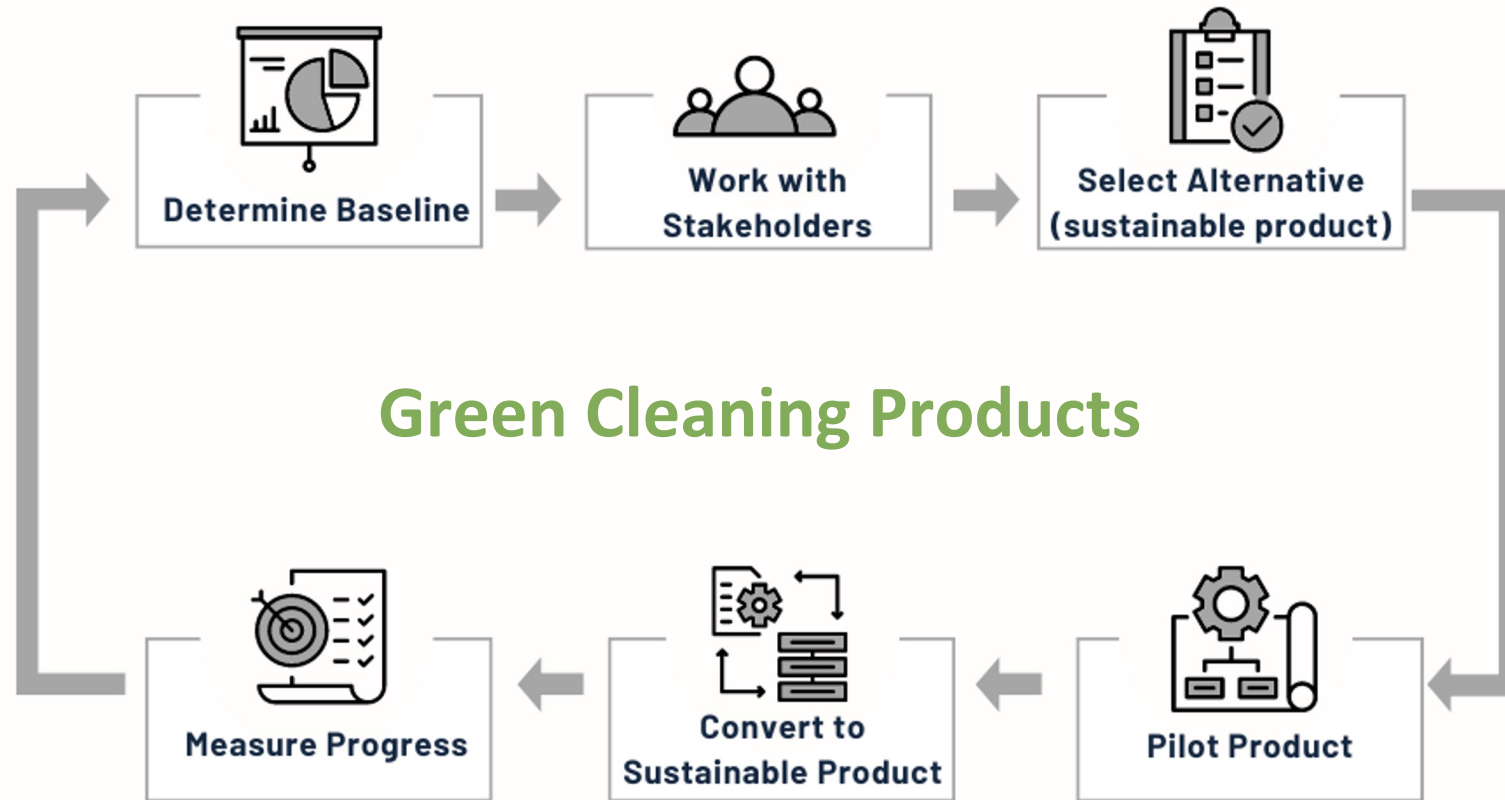 Determine Baseline
Work with
Stakeholders
Select Alternative
(sustainable product)
Green Cleaning Products
Measure Progress
Convert to
Sustainable Product
Pilot Product